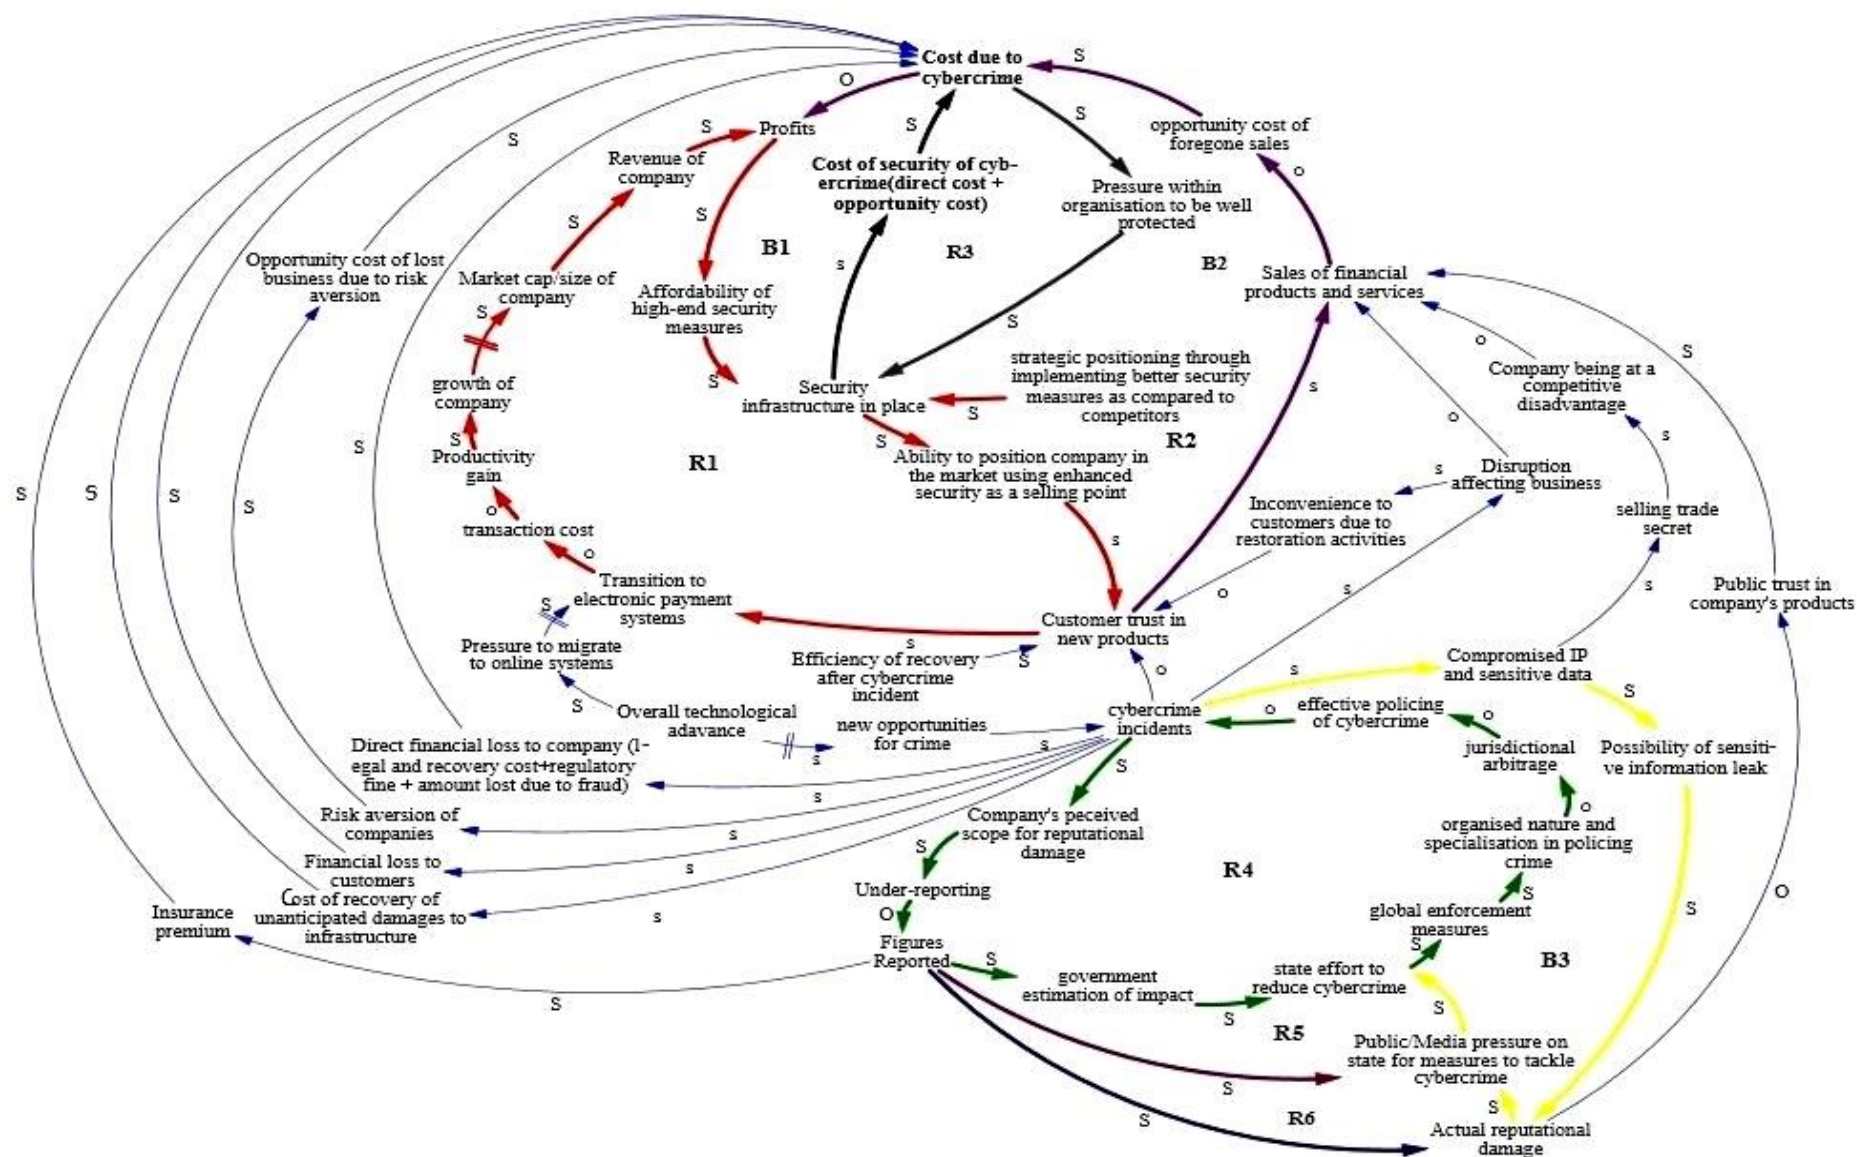 Cost due to
cybercrime
S
O
S
S
S
Profits
opportunity cost of
foregone sales
Revenue of
company
S
Cost of security of cyb-
ercrime(direct cost +
opportunity cost)
Pressure within
organisation to be well
protected
o
S
S
B1
R3
B2
s
Opportunity cost of lost
business due to risk
aversion
Market cap/size of
company
Affordability of
high-end security
measures
Sales of financial
products and services
S
S
o
S
strategic positioning through
implementing better security
measures as compared to
competitors
Company being at a
competitive
disadvantage
growth of
company
S
Security
infrastructure in place
S
s
o
S
S
S
R2
s
Productivity
gain
R1
Ability to position company in
the market using enhanced
security as a selling point
Disruption
affecting business
s
S
S
S
S
o
Inconvenience to
customers due to
restoration activities
selling trade
secret
transaction cost
o
s
Transition to
electronic payment
systems
s
o
s
Public trust in
company's products
S
Customer trust in
new products
Pressure to migrate
to online systems
s
S
Efficiency of recovery
after cybercrime
incident
o
s
Compromised IP
and sensitive data
S
S
Overall technological
adavance
new opportunities
for crime
cybercrime
incidents
o
effective policing
of cybercrime
o
s
s
Direct financial loss to company (l-
egal and recovery cost+regulatory
fine + amount lost due to fraud)
S
jurisdictional
arbitrage
Possibility of sensiti-
ve information leak
s
Risk aversion of
companies
s
Company's perceived
scope for reputational
damage
o
organised nature and
specialisation in policing
crime
S
Financial loss to
customers
s
R4
Under-reporting
S
O
Cost of recovery of
unanticipated damages to
infrastructure
s
O
global enforcement
measures
S
Insurance
premium
Figures
Reported
S
S
B3
government
estimation of impact
state effort to
reduce cybercrime
S
S
S
R5
Public/Media pressure on
state for measures to tackle
cybercrime
S
S
S
R6
Actual reputational
damage